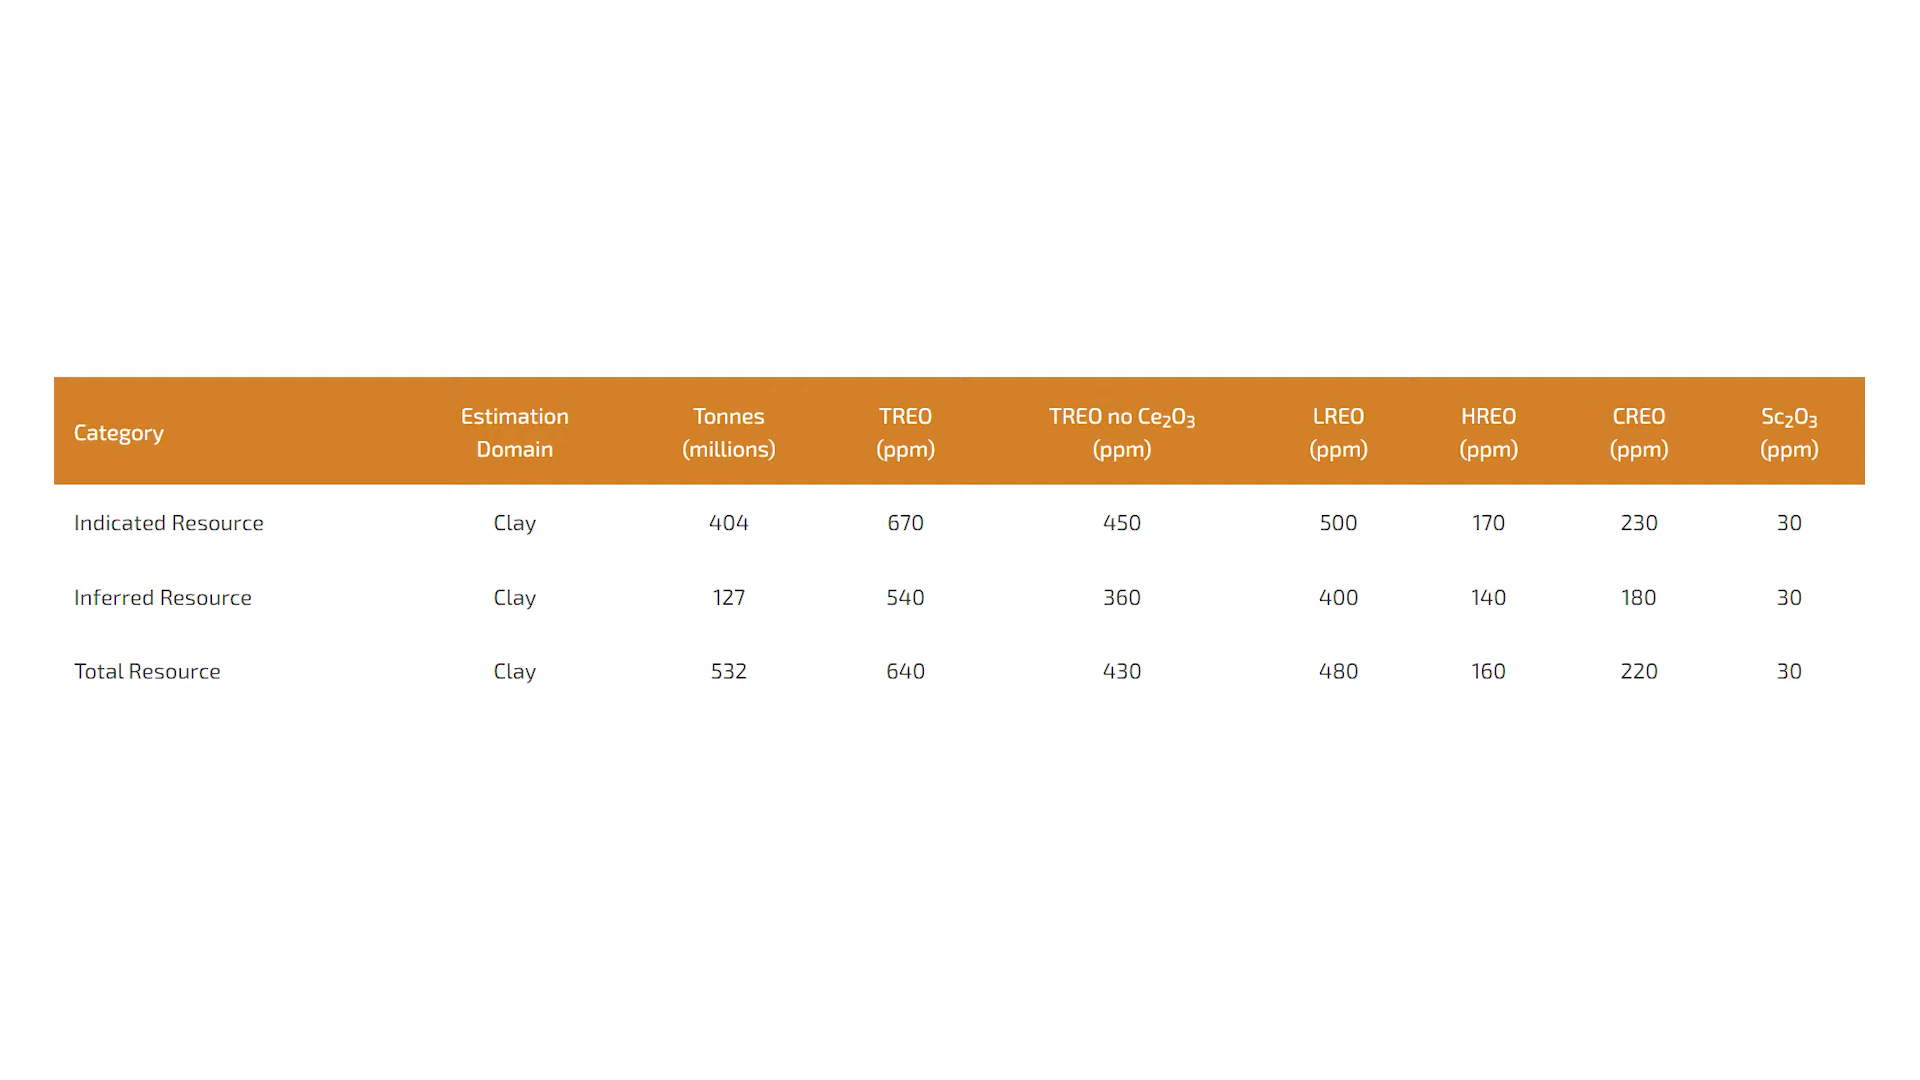 Category Estimation Domain Tonnes (millions) TREO (ppm) TREO no Ce₂O₃ (ppm) LREO (ppm) HREO (ppm) CREO (ppm) Sc₂O₃ (ppm)
Indicated Resource Clay 404 670 450 500 170 230 30
Inferred Resource Clay 127 540 360 400 140 180 30
Total Resource Clay 532 640 430 480 160 220 30